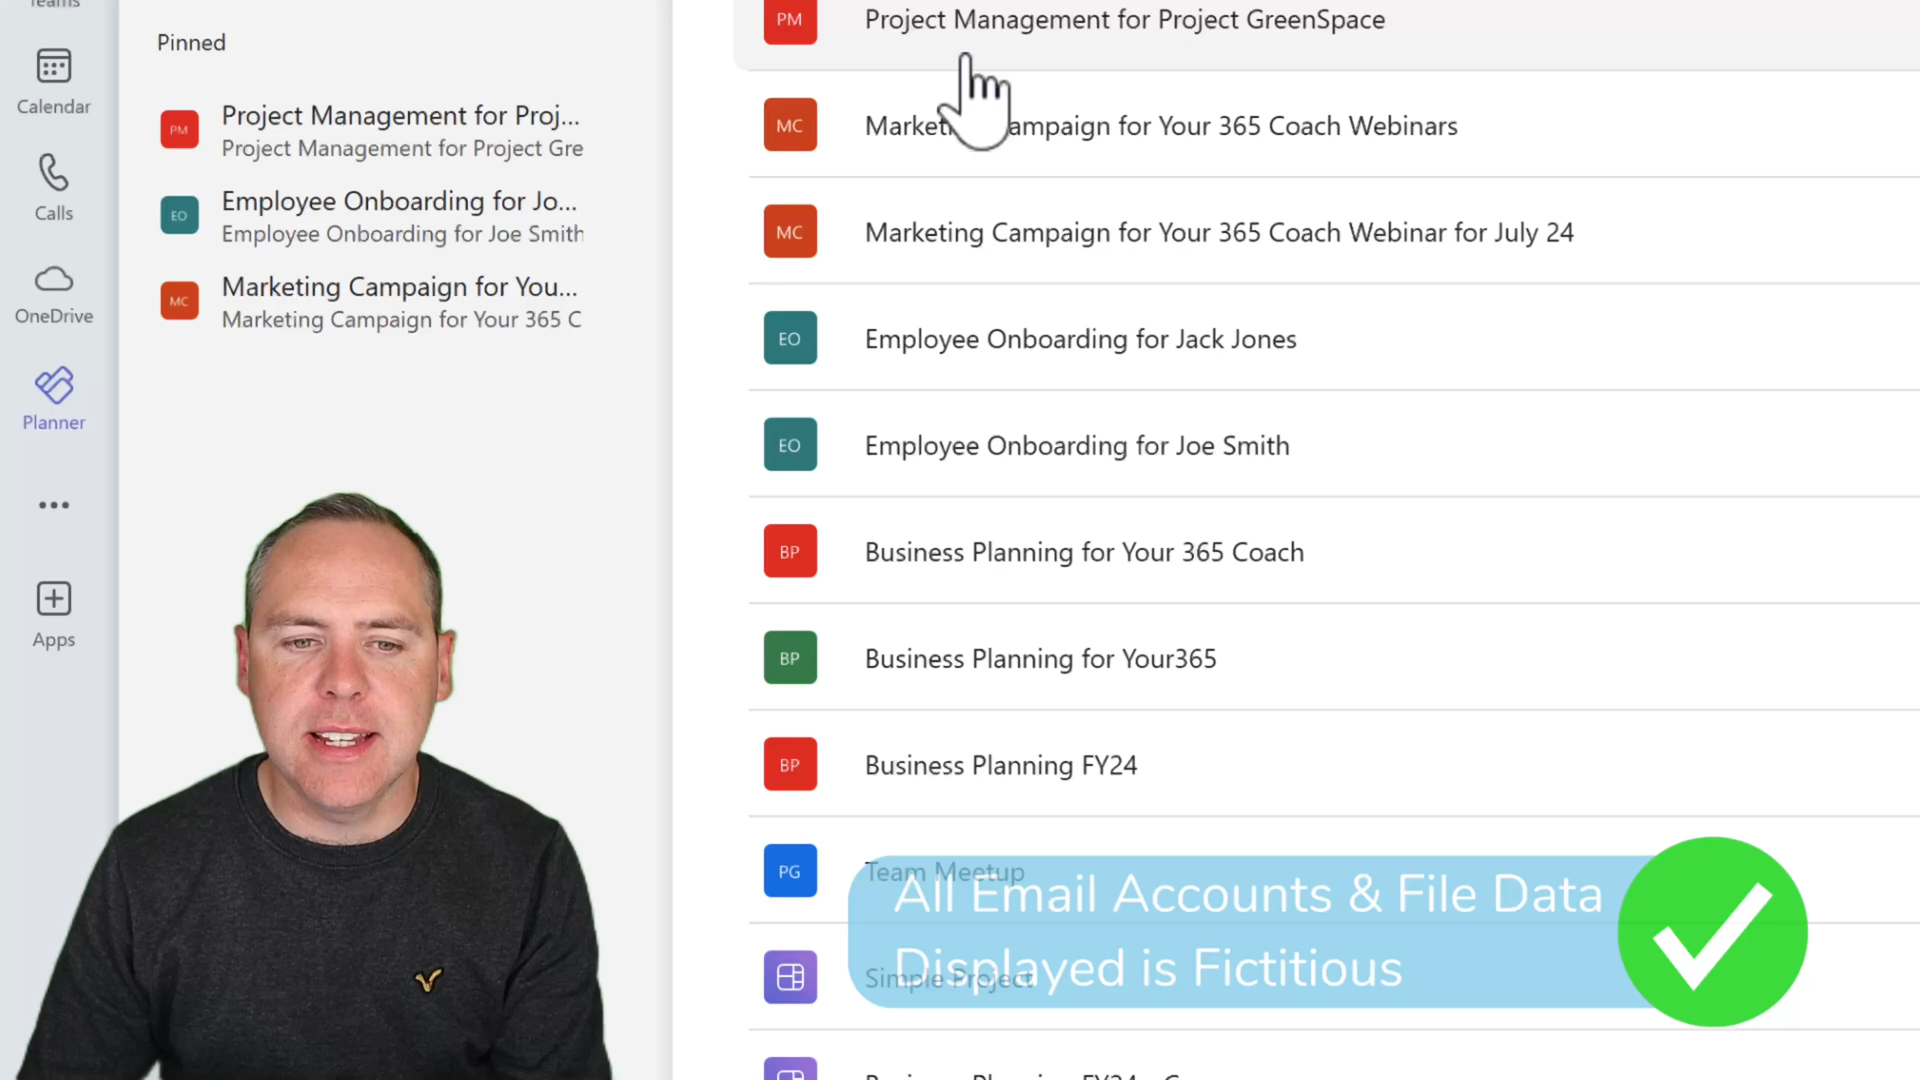 Teams
Calendar
Calls
OneDrive
Planner
Apps
Pinned
PM
Project Management for Proj...
Project Management for Project Gre
EO
Employee Onboarding for Jo...
Employee Onboarding for Joe Smith
MC
Marketing Campaign for You...
Marketing Campaign for Your 365 C
PM
Project Management for Project GreenSpace
MC
Marketing Campaign for Your 365 Coach Webinars
MC
Marketing Campaign for Your 365 Coach Webinar for July 24
EO
Employee Onboarding for Jack Jones
EO
Employee Onboarding for Joe Smith
BP
Business Planning for Your 365 Coach
BP
Business Planning for Your365
BP
Business Planning FY24
PG
Team Meetup
All Email Accounts & File Data
Displayed is Fictitious
Simple Project
Business Planning FY24